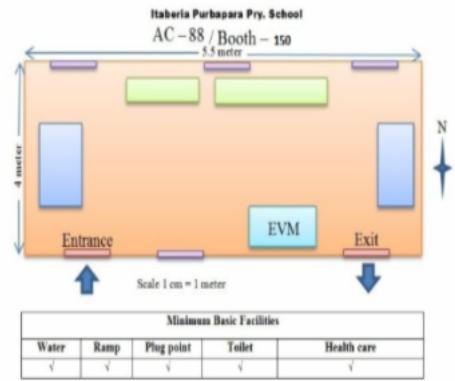 Itaberia Purbapara Pry. School
AC – 88 / Booth – 150
5.5 meter
4 meter
N
Entrance
EVM
Exit
Scale 1 cm = 1 meter
Minimum Basic Facilities
Water Ramp Plug point Toilet Health care
√ √ √ √ √